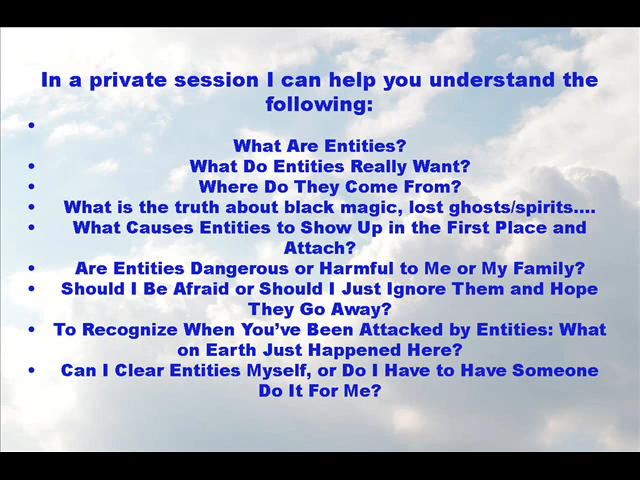 In a private session I can help you understand the
following:
•
What Are Entities?
• What Do Entities Really Want?
• Where Do They Come From?
• What is the truth about black magic, lost ghosts/spirits....
• What Causes Entities to Show Up in the First Place and
Attach?
• Are Entities Dangerous or Harmful to Me or My Family?
• Should I Be Afraid or Should I Just Ignore Them and Hope
They Go Away?
• To Recognize When You’ve Been Attacked by Entities: What
on Earth Just Happened Here?
• Can I Clear Entities Myself, or Do I Have to Have Someone
Do It For Me?